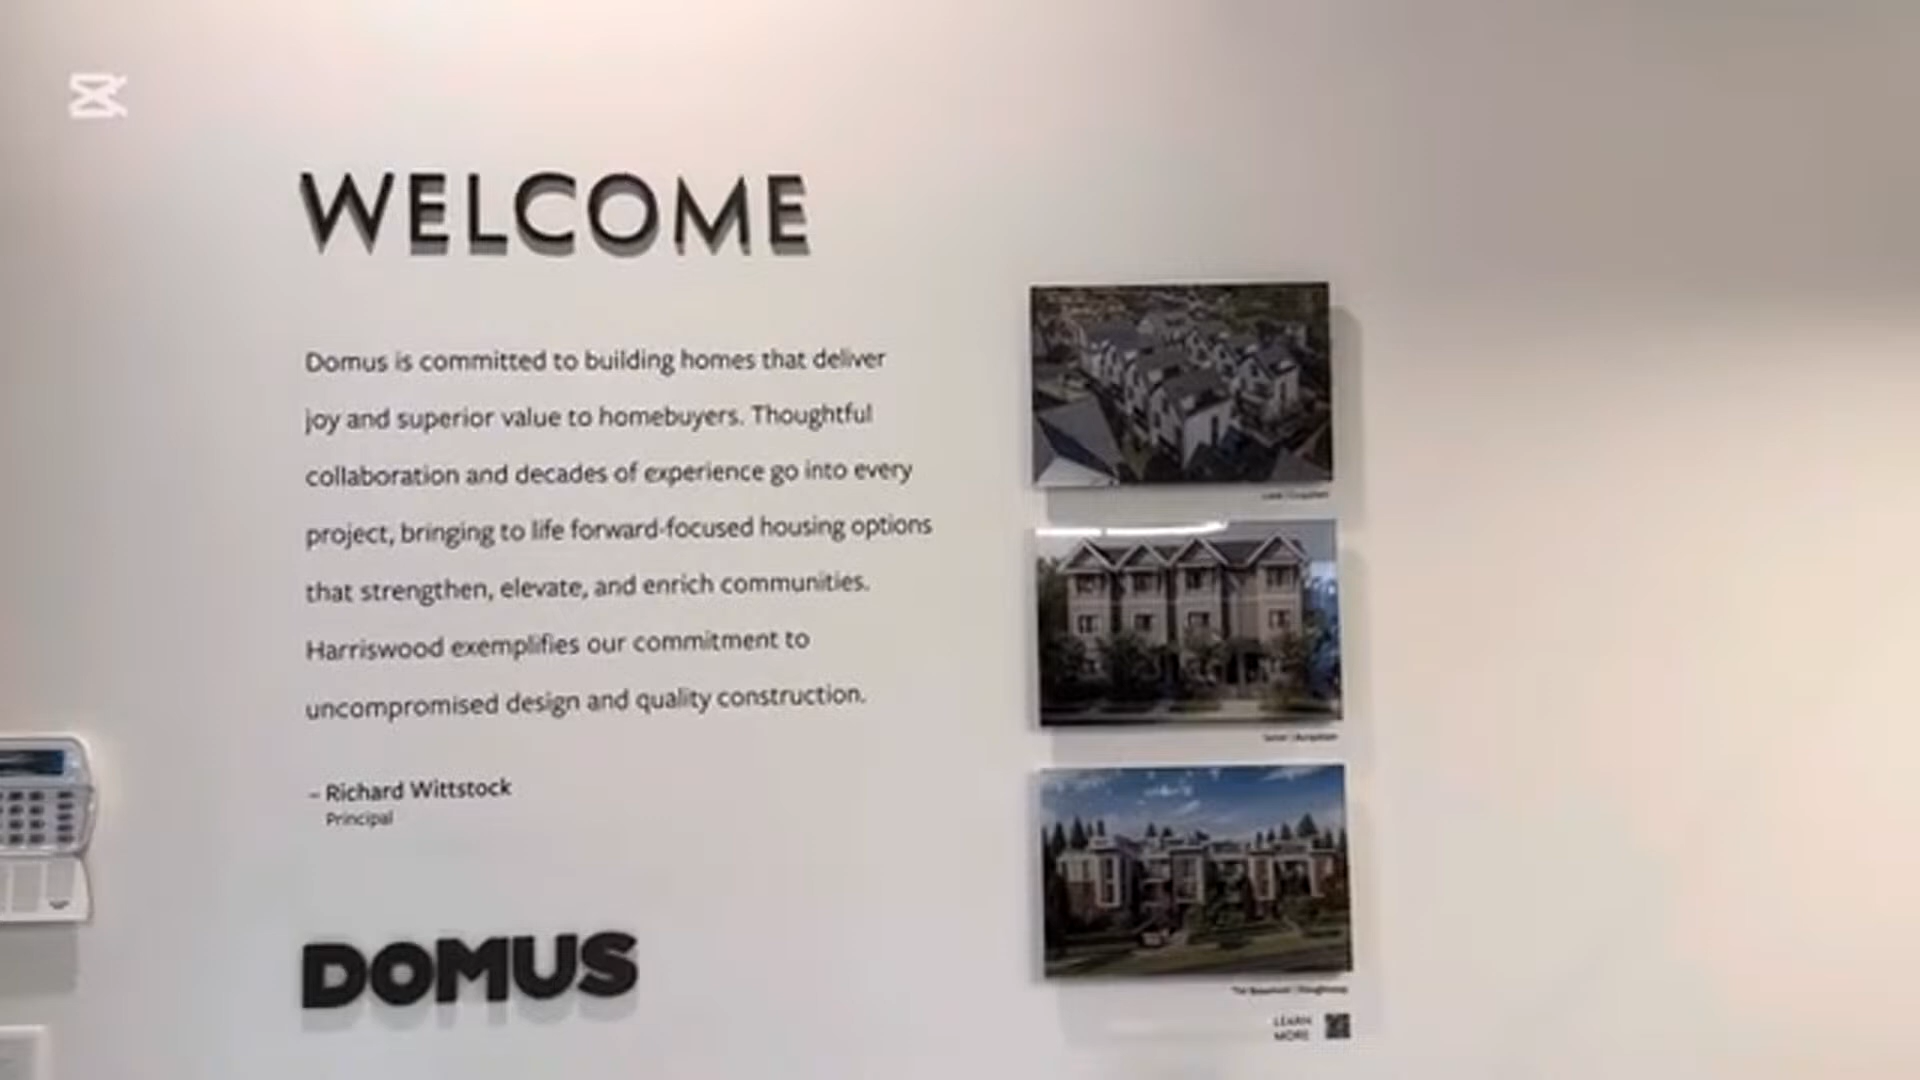 WELCOME
Domus is committed to building homes that deliver
joy and superior value to homebuyers. Thoughtful
collaboration and decades of experience go into every
project, bringing to life forward-focused housing options
that strengthen, elevate, and enrich communities.
Harriswood exemplifies our commitment to
uncompromised design and quality construction.
– Richard Wittstock
Principal
DOMUS
LEARN
MORE